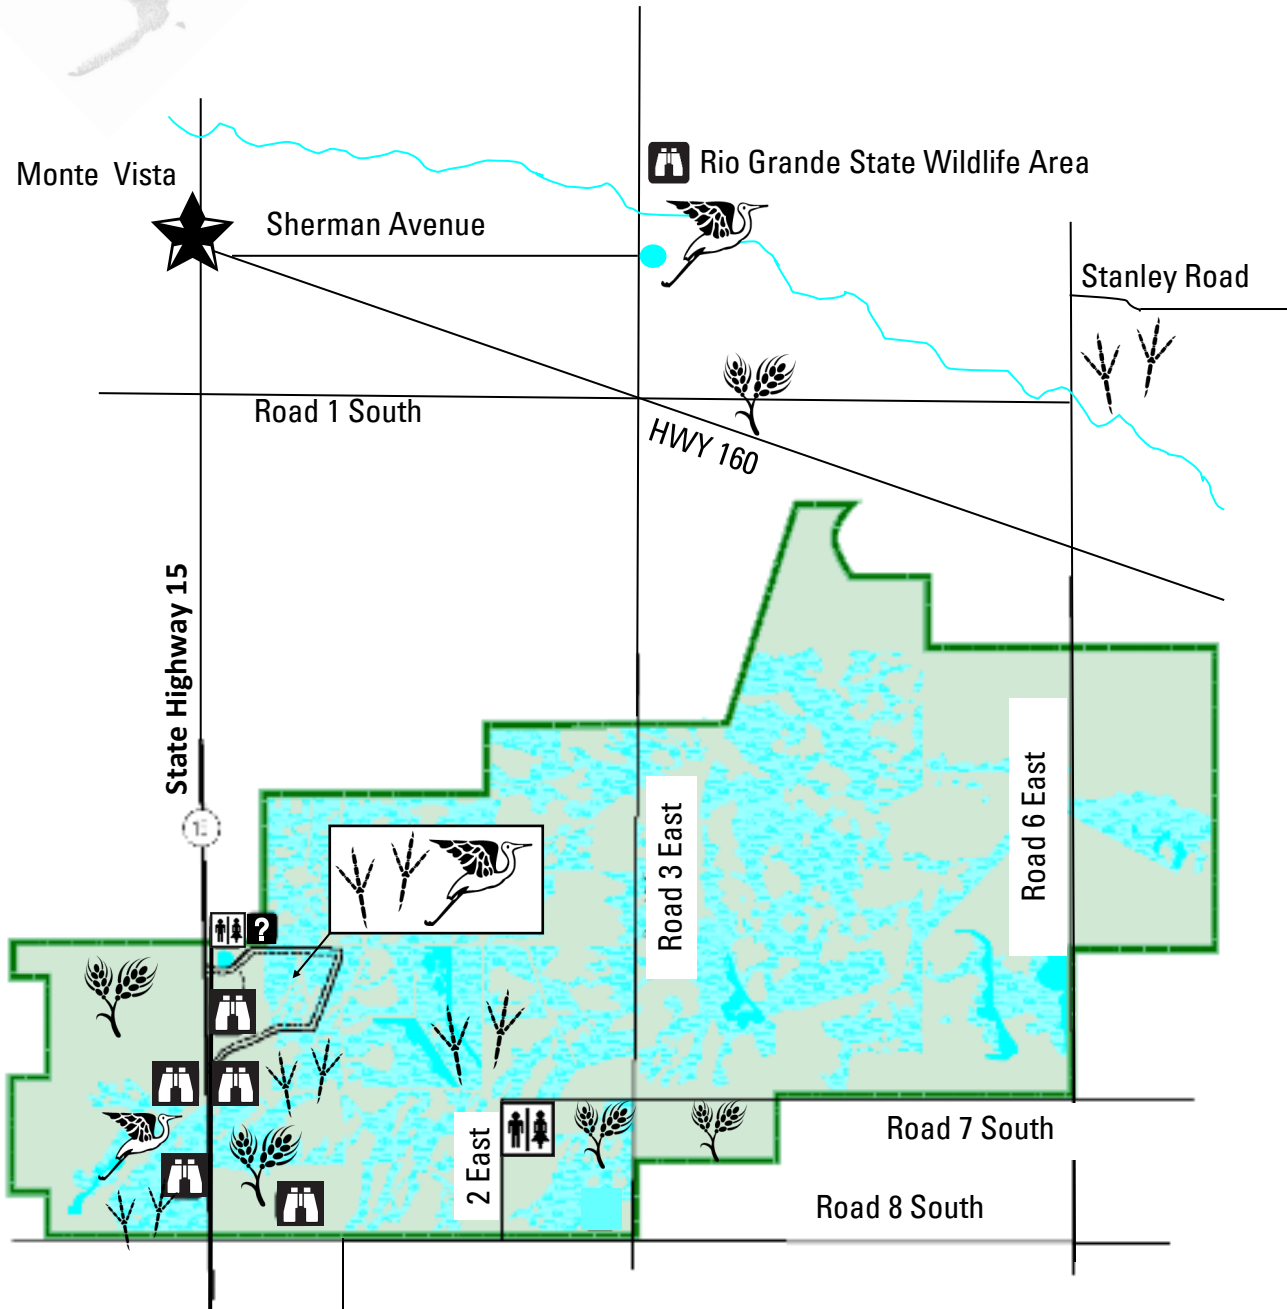 Rio Grande State Wildlife Area
Monte Vista
Sherman Avenue
Stanley Road
Road 1 South
HWY 160
State Highway 15
Road 6 East
Road 3 East
?
2 East
Road 7 South
Road 8 South